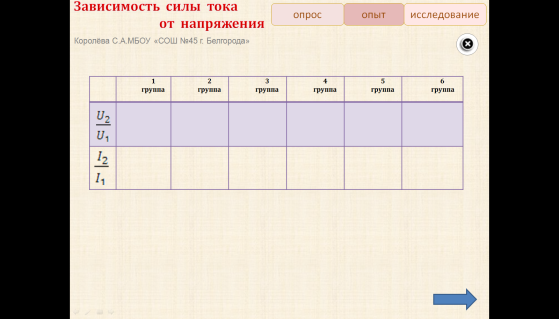 Зависимость силы тока
от напряжения
опрос
опыт
исследование
Королёва С.А.МБОУ «СОШ №45 г. Белгорода»
1 группа 2 группа 3 группа 4 группа 5 группа 6 группа
U₂/U₁
I₂/I₁